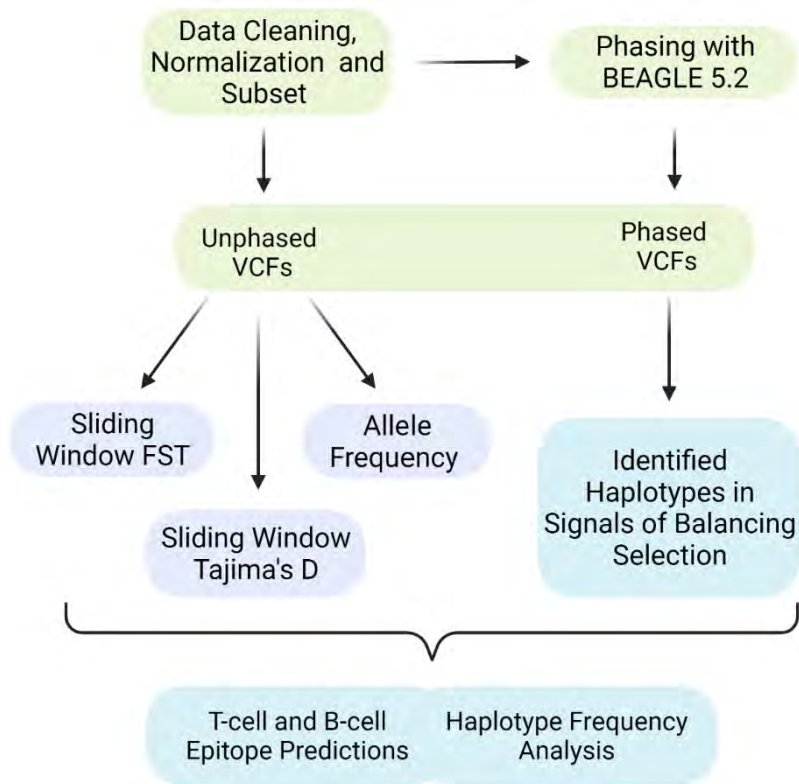 Data Cleaning,
Normalization and
Subset
Phasing with
BEAGLE 5.2
Unphased
VCFs
Phased
VCFs
Sliding
Window FST
Allele
Frequency
Sliding Window
Tajima's D
Identified
Haplotypes in
Signals of Balancing
Selection
T-cell and B-cell
Epitope Predictions
Haplotype Frequency
Analysis